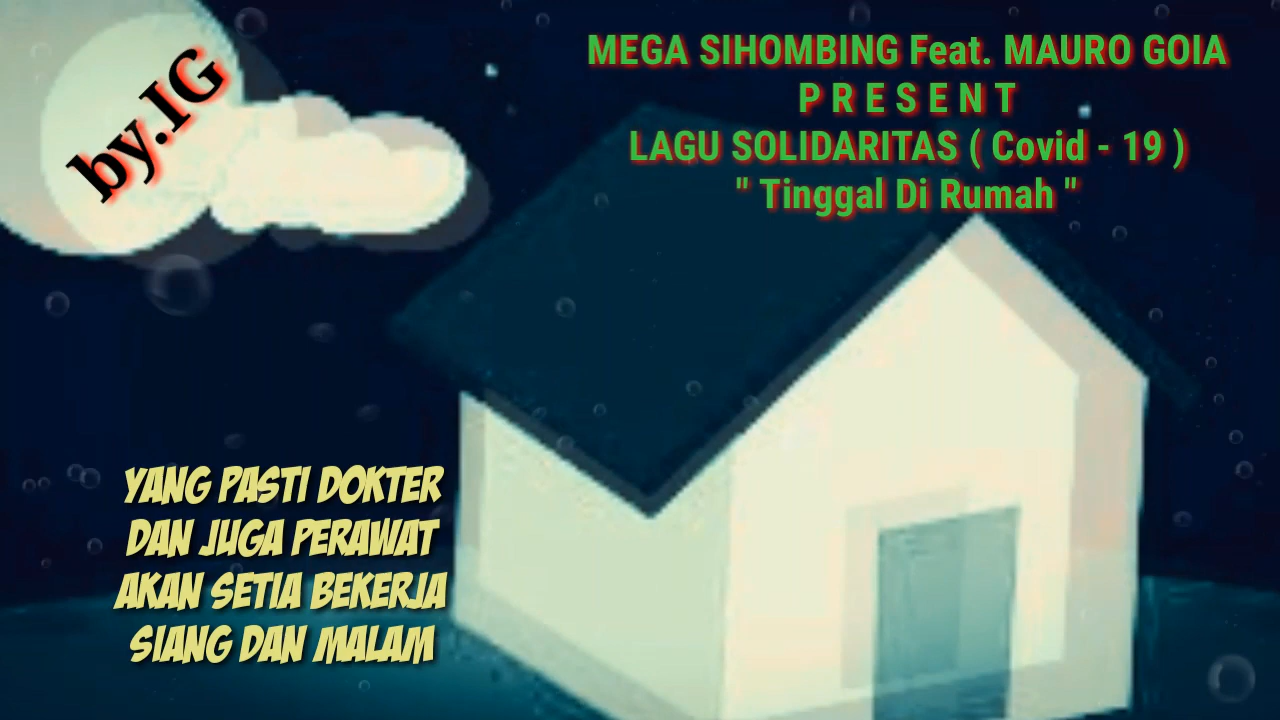 by.IG
MEGA SIHOMBING Feat. MAURO GOIA
P R E S E N T
LAGU SOLIDARITAS ( Covid - 19 )
" Tinggal Di Rumah "
YANG PASTI DOKTER
DAN JUGA PERAWAT
AKAN SETIA BEKERJA
SIANG DAN MALAM